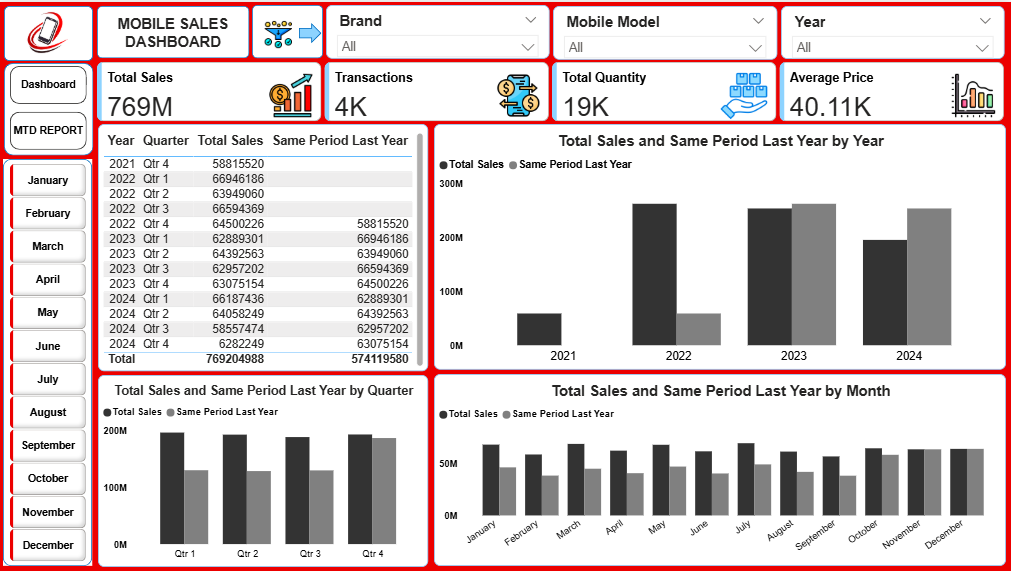 MOBILE SALES
DASHBOARD
Brand
All
Mobile Model
All
Year
All
Dashboard
MTD REPORT
January
February
March
April
May
June
July
August
September
October
November
December
Total Sales
769M
Transactions
4K
Total Quantity
19K
Average Price
40.11K
Year Quarter Total Sales Same Period Last Year
2021 Qtr 4 58815520
2022 Qtr 1 66946186
2022 Qtr 2 63949060
2022 Qtr 3 66594369
2022 Qtr 4 64500226 58815520
2023 Qtr 1 62889301 66946186
2023 Qtr 2 64392563 63949060
2023 Qtr 3 62957202 66594369
2023 Qtr 4 63075154 64500226
2024 Qtr 1 66187436 62889301
2024 Qtr 2 64058249 64392563
2024 Qtr 3 58557474 62957202
2024 Qtr 4 6282249 63075154
Total 769204988 574119580
Total Sales and Same Period Last Year by Year
Total Sales Same Period Last Year
300M
200M
100M
0M
2021 2022 2023 2024
Total Sales and Same Period Last Year by Quarter
Total Sales Same Period Last Year
200M
100M
0M
Qtr 1 Qtr 2 Qtr 3 Qtr 4
Total Sales and Same Period Last Year by Month
Total Sales Same Period Last Year
50M
0M
January February March April May June July August September October November December